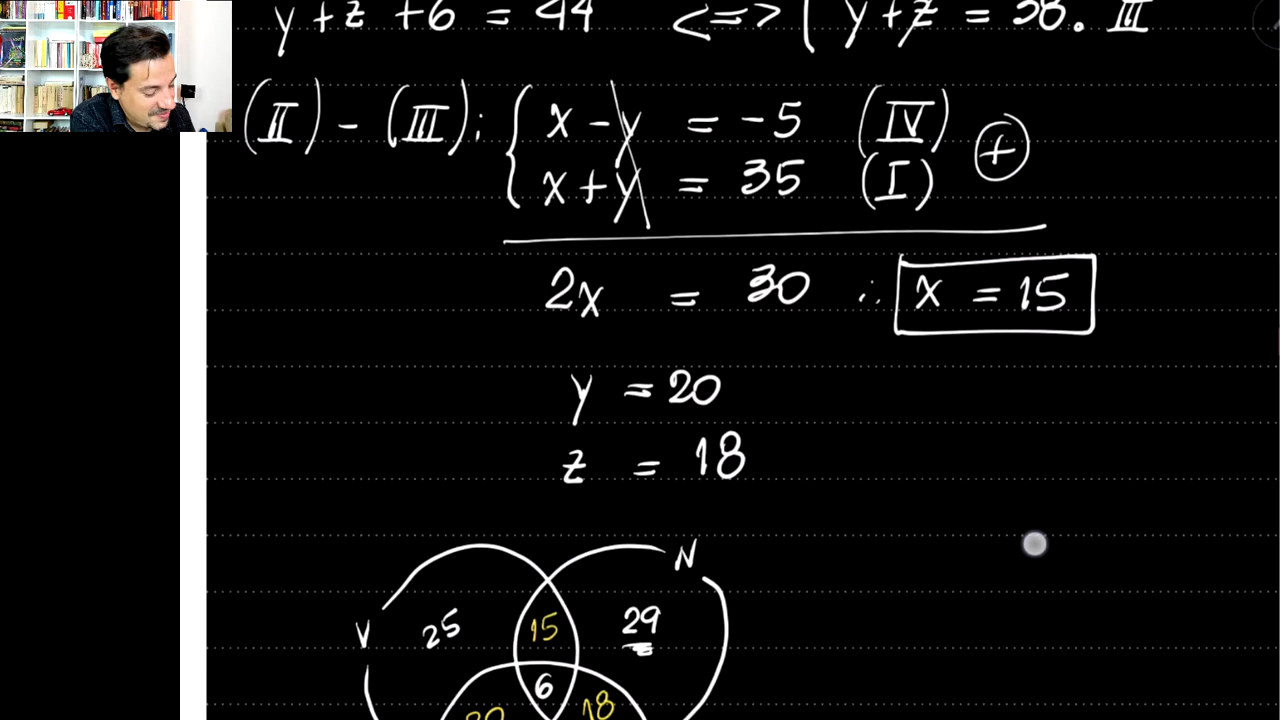 y + z + 6 = 44 <=> { y + z = 38. III
(II) - (III): { x - y = -5 (IV)
x + y = 35 (I) (+)
2x = 30 ∴ x = 15
y = 20
z = 18
N
V 25 15 29
6
20 18